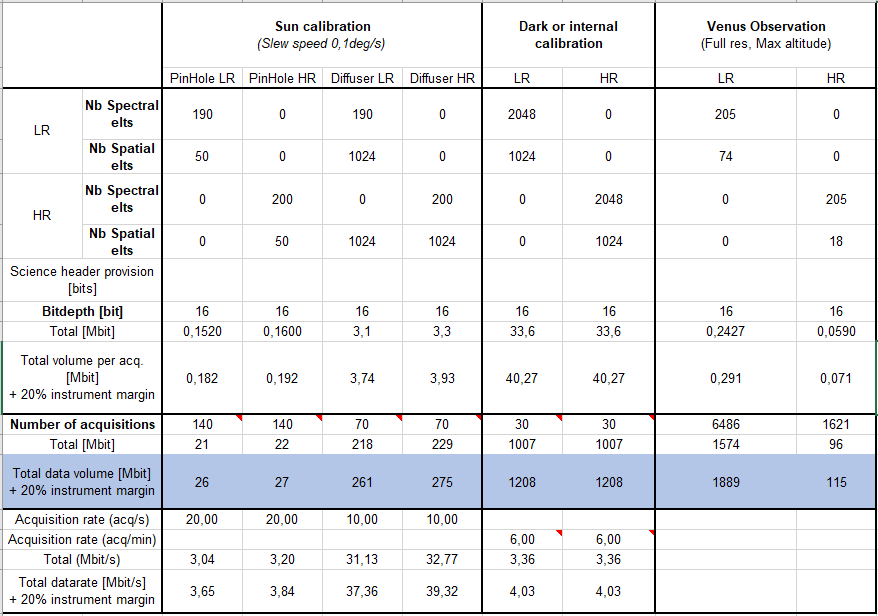 Sun calibration
(Slew speed 0,1deg/s)
Dark or internal
calibration
Venus Observation
(Full res, Max altitude)
PinHole LR PinHole HR Diffuser LR Diffuser HR LR HR LR HR
LR
Nb Spectral
elts
190 0 190 0 2048 0 205 0
Nb Spatial
elts
50 0 1024 0 1024 0 74 0
HR
Nb Spectral
elts
0 200 0 200 0 2048 0 205
Nb Spatial
elts
0 50 1024 1024 0 1024 0 18
Science header provision
[bits]
Bitdepth [bit] 16 16 16 16 16 16 16 16
Total [Mbit] 0,1520 0,1600 3,1 3,3 33,6 33,6 0,2427 0,0590
Total volume per acq.
[Mbit]
+ 20% instrument margin
0,182 0,192 3,74 3,93 40,27 40,27 0,291 0,071
Number of acquisitions 140 140 70 70 30 30 6486 1621
Total [Mbit] 21 22 218 229 1007 1007 1574 96
Total data volume [Mbit]
+ 20% instrument margin
26 27 261 275 1208 1208 1889 115
Acquisition rate (acq/s) 20,00 20,00 10,00 10,00
Acquisition rate (acq/min) 6,00 6,00
Total (Mbit/s) 3,04 3,20 31,13 32,77 3,36 3,36
Total datarate [Mbit/s]
+ 20% instrument margin
3,65 3,84 37,36 39,32 4,03 4,03